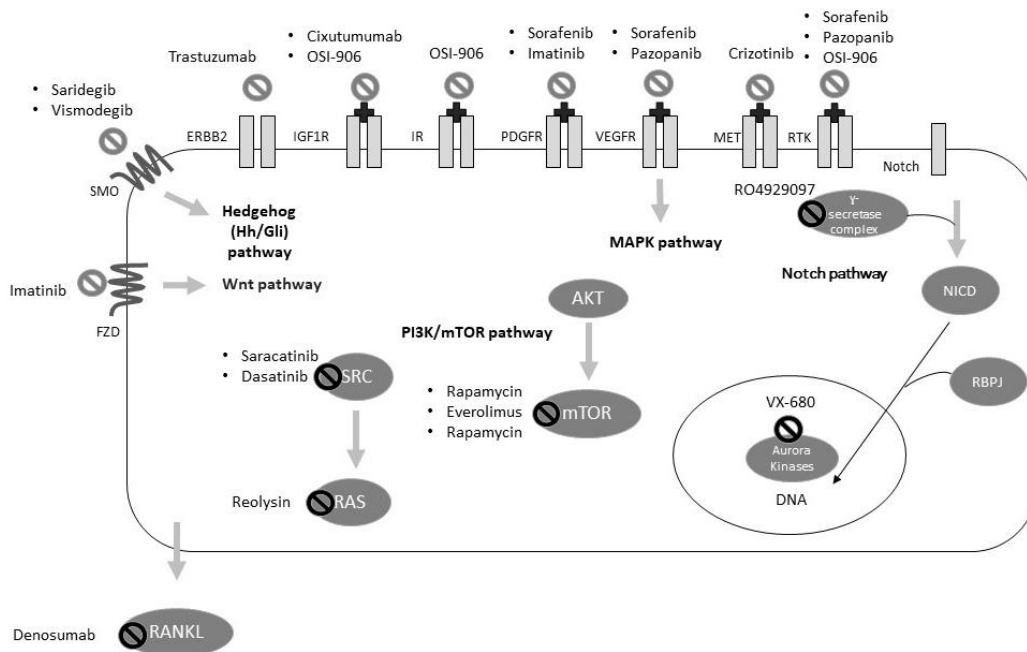 • Cixutumumab
• OSI-906
Trastuzumab
OSI-906
• Sorafenib
• Imatinib
• Sorafenib
• Pazopanib
Crizotinib
• Sorafenib
• Pazopanib
• OSI-906
• Saridegib
• Vismodegib
ERBB2
IGF1R
IR
PDGFR
VEGFR
MET
RTK
Notch
SMO
RO4929097
γ-
secretase
complex
Hedgehog
(Hh/Gli)
pathway
MAPK pathway
Notch pathway
Imatinib
Wnt pathway
FZD
AKT
NICD
PI3K/mTOR pathway
• Saracatinib
• Dasatinib
SRC
• Rapamycin
• Everolimus
• Rapamycin
mTOR
RBPJ
VX-680
Aurora
Kinases
DNA
Reolysin
RAS
Denosumab
RANKL